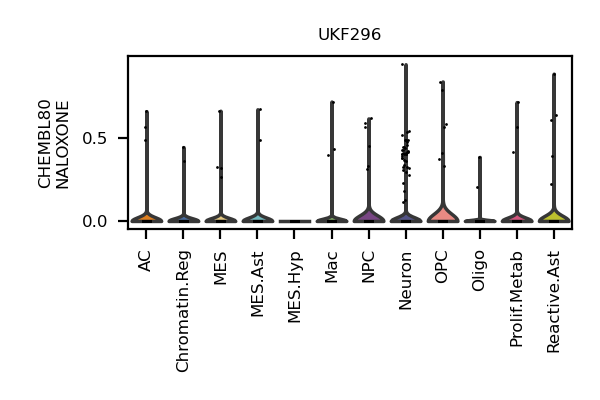 UKF296
CHEMBL80
NALOXONE
0.5
0.0
AC
Chromatin.Reg
MES
MES.Ast
MES.Hyp
Mac
NPC
Neuron
OPC
Oligo
Prolif.Metab
Reactive.Ast